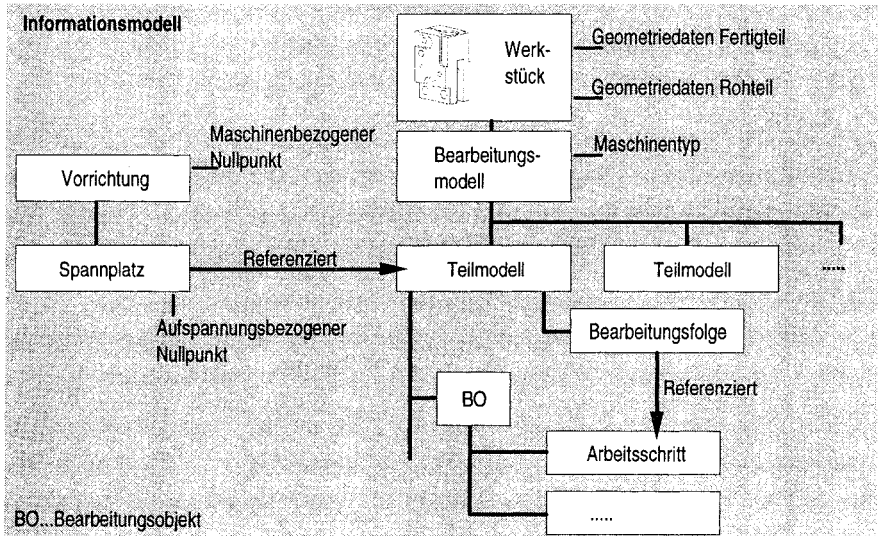 Informationsmodell
Werk-
stück
Geometriedaten Fertigteil
Geometriedaten Rohteil
Maschinenbezogener
Nullpunkt
Bearbeitungs-
modell
Maschinentyp
Vorrichtung
Spannplatz
Referenziert
Teilmodell
Teilmodell
.....
Aufspannungsbezogener
Nullpunkt
Bearbeitungsfolge
Referenziert
BO
Arbeitsschritt
.....
BO...Bearbeitungsobjekt